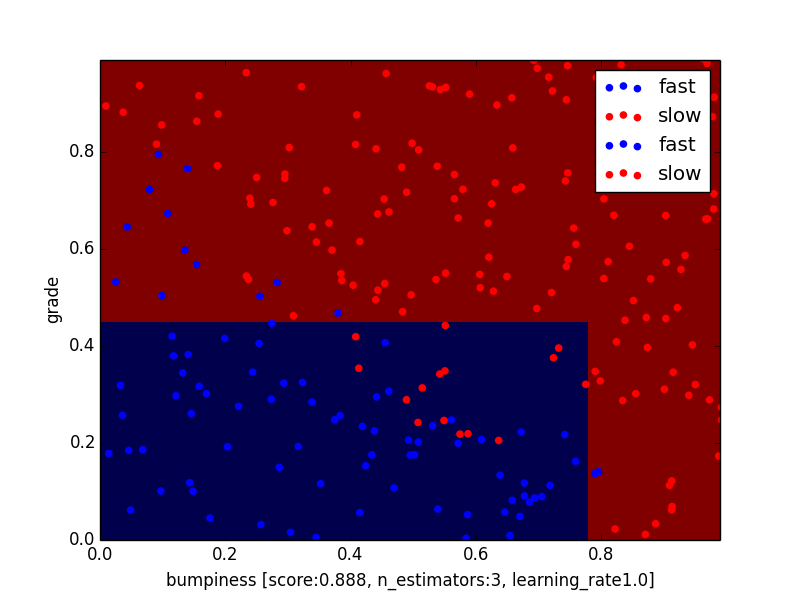 fast
slow
fast
slow
0.8
0.6
0.4
0.2
0.0
grade
0.0 0.2 0.4 0.6 0.8
bumpiness [score:0.888, n_estimators:3, learning_rate1.0]